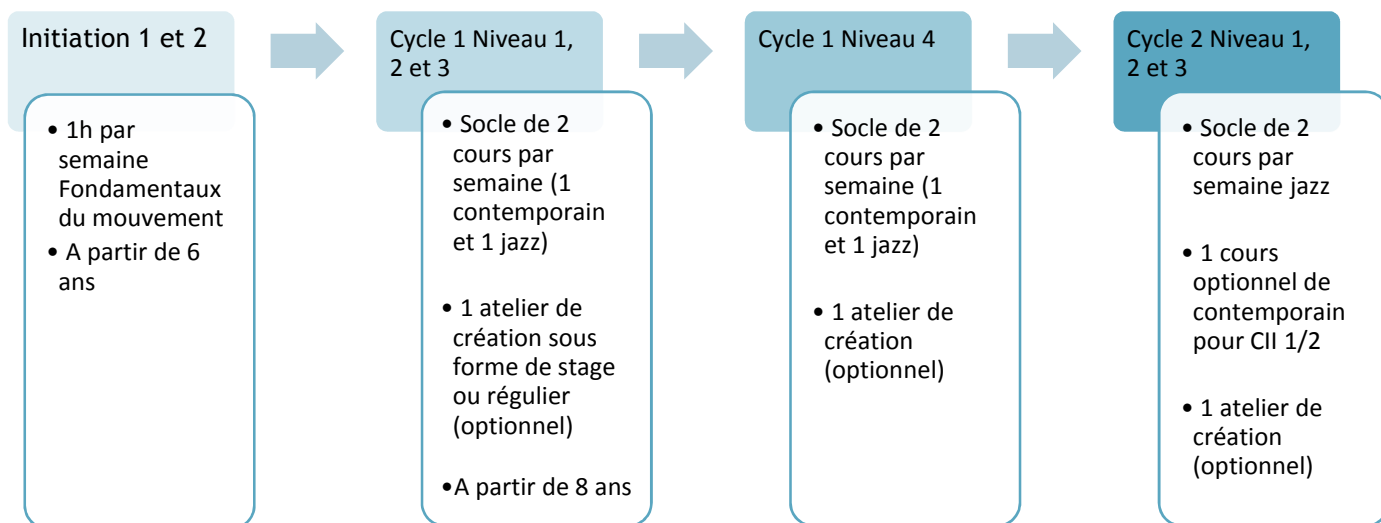 Initiation 1 et 2
• 1h par
semaine
Fondamentaux
du mouvement
• A partir de 6
ans
Cycle 1 Niveau 1,
2 et 3
• Socle de 2
cours par
semaine (1
contemporain
et 1 jazz)
• 1 atelier de
création sous
forme de stage
ou régulier
(optionnel)
•A partir de 8 ans
Cycle 1 Niveau 4
• Socle de 2
cours par
semaine (1
contemporain
et 1 jazz)
• 1 atelier de
création
(optionnel)
Cycle 2 Niveau 1,
2 et 3
• Socle de 2
cours par
semaine jazz
• 1 cours
optionnel de
contemporain
pour CII 1/2
• 1 atelier de
création
(optionnel)